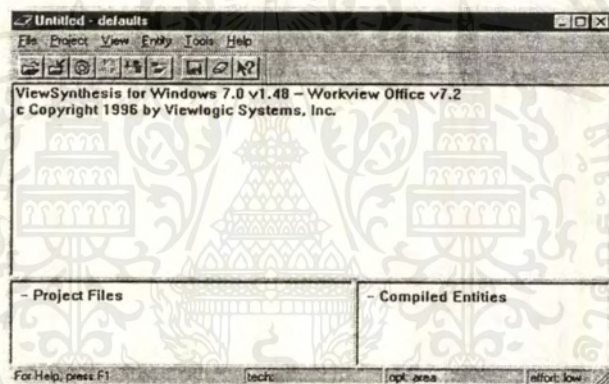 Untitled - defaults
File Project View Entity Tools Help
ViewSynthesis for Windows 7.0 v1.48 – Workview Office v7.2
c Copyright 1996 by Viewlogic Systems, Inc.
- Project Files
- Compiled Entities
For Help, press F1
tech:
opt: area
effort: low